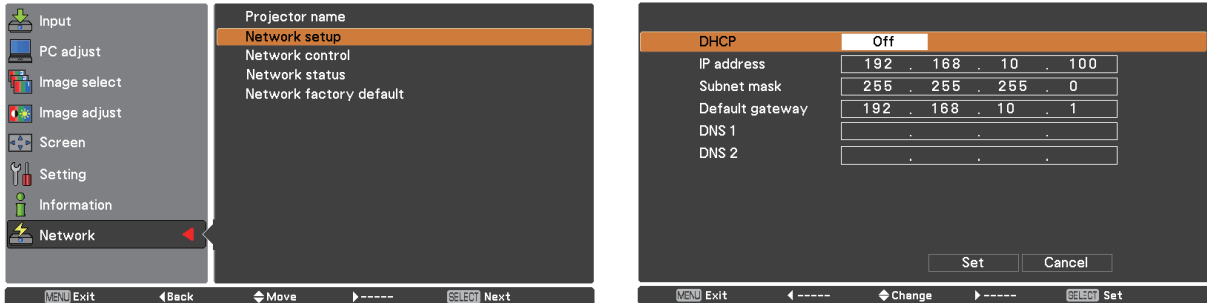 Input
PC adjust
Image select
Image adjust
Screen
Setting
Information
Network
Projector name
Network setup
Network control
Network status
Network factory default
MENU Exit ◀Back ◆Move ▶----- SELECT Next
DHCP Off
IP address 192 . 168 . 10 . 100
Subnet mask 255 . 255 . 255 . 0
Default gateway 192 . 168 . 10 . 1
DNS 1 . . .
DNS 2 . . .
Set Cancel
MENU Exit ◀ ----- ◆Change ▶----- SELECT Set